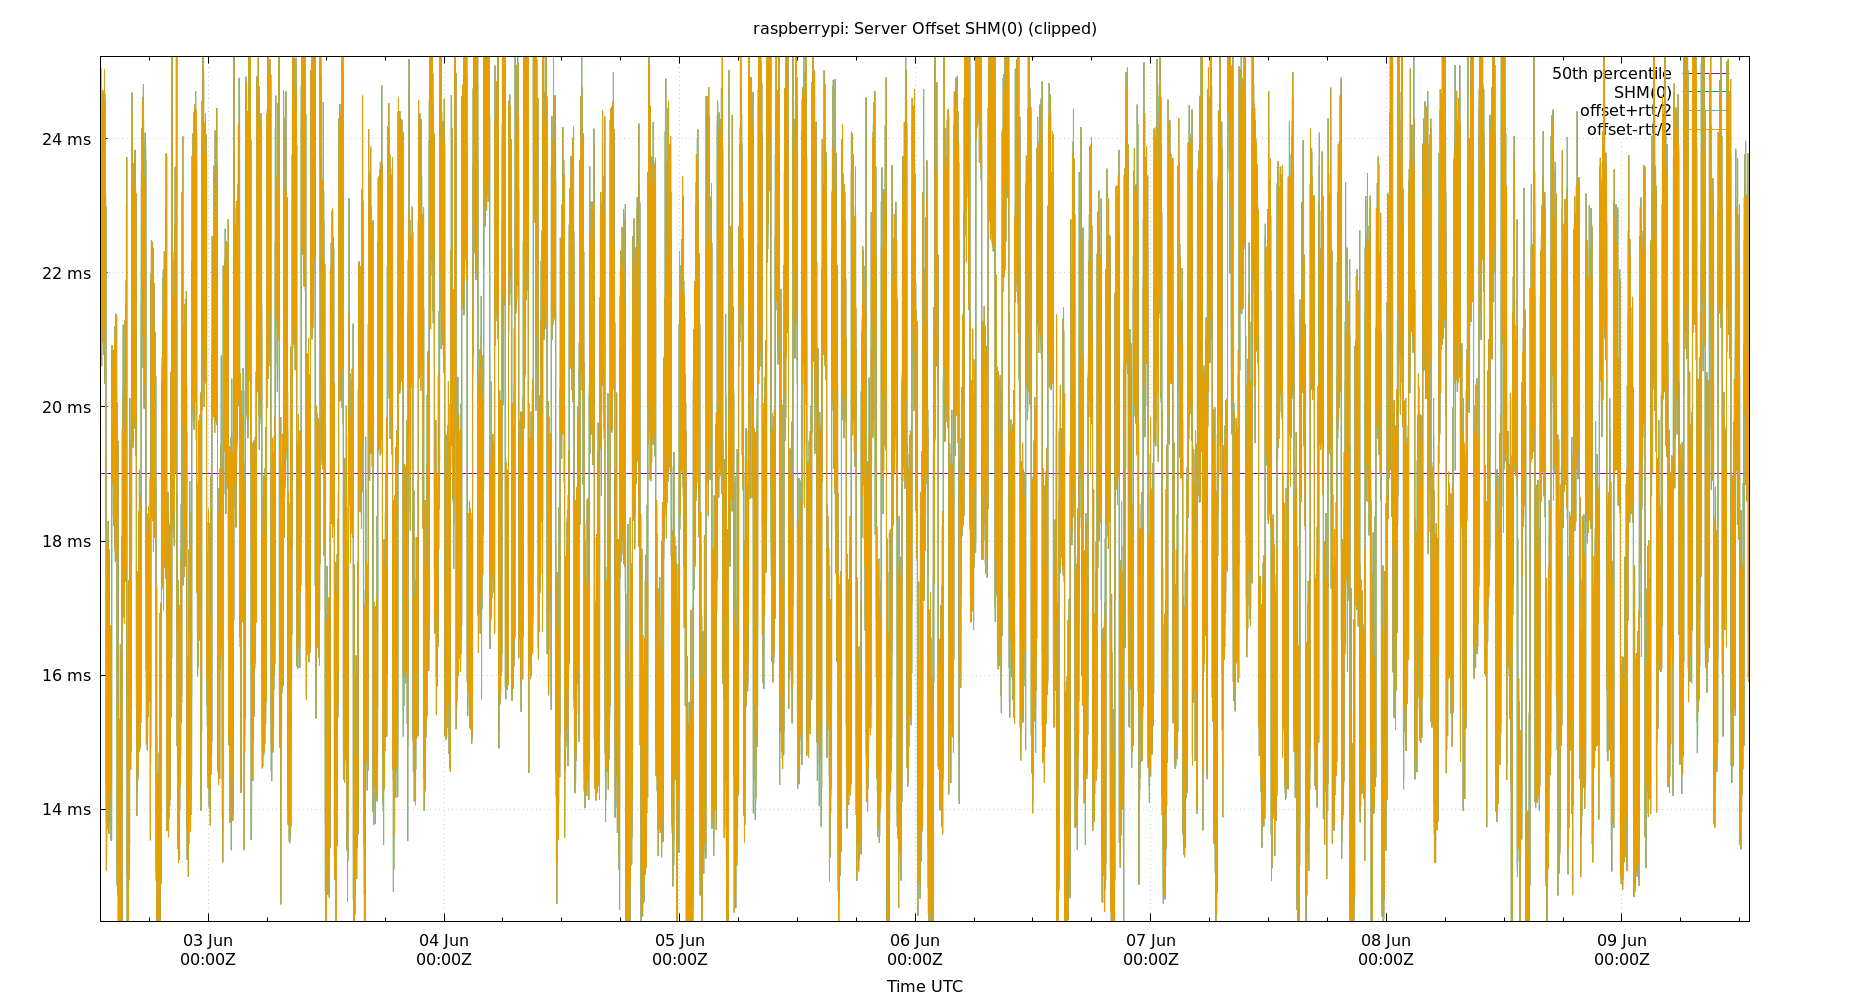 raspberrypi: Server Offset SHM(0) (clipped)
50th percentile
SHM(0)
offset+rtt/2
offset-rtt/2
24 ms
22 ms
20 ms
18 ms
16 ms
14 ms
03 Jun 04 Jun 05 Jun 06 Jun 07 Jun 08 Jun 09 Jun
00:00Z 00:00Z 00:00Z 00:00Z 00:00Z 00:00Z 00:00Z
Time UTC